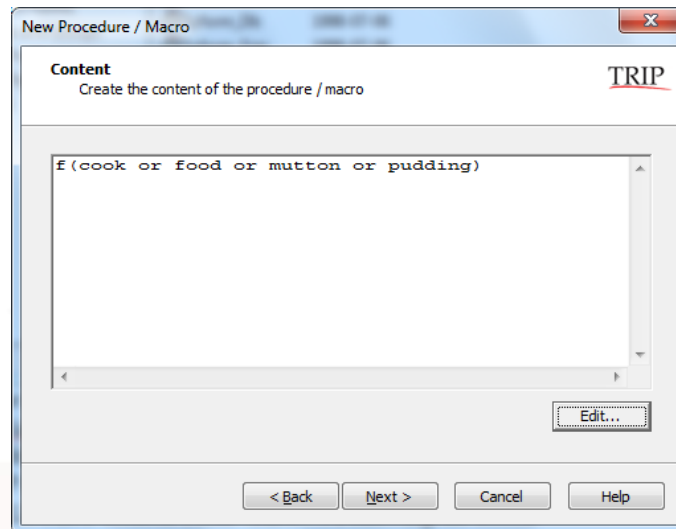 New Procedure / Macro
Content
Create the content of the procedure / macro
TRIP
f(cook or food or mutton or pudding)
Edit...
< Back
Next >
Cancel
Help